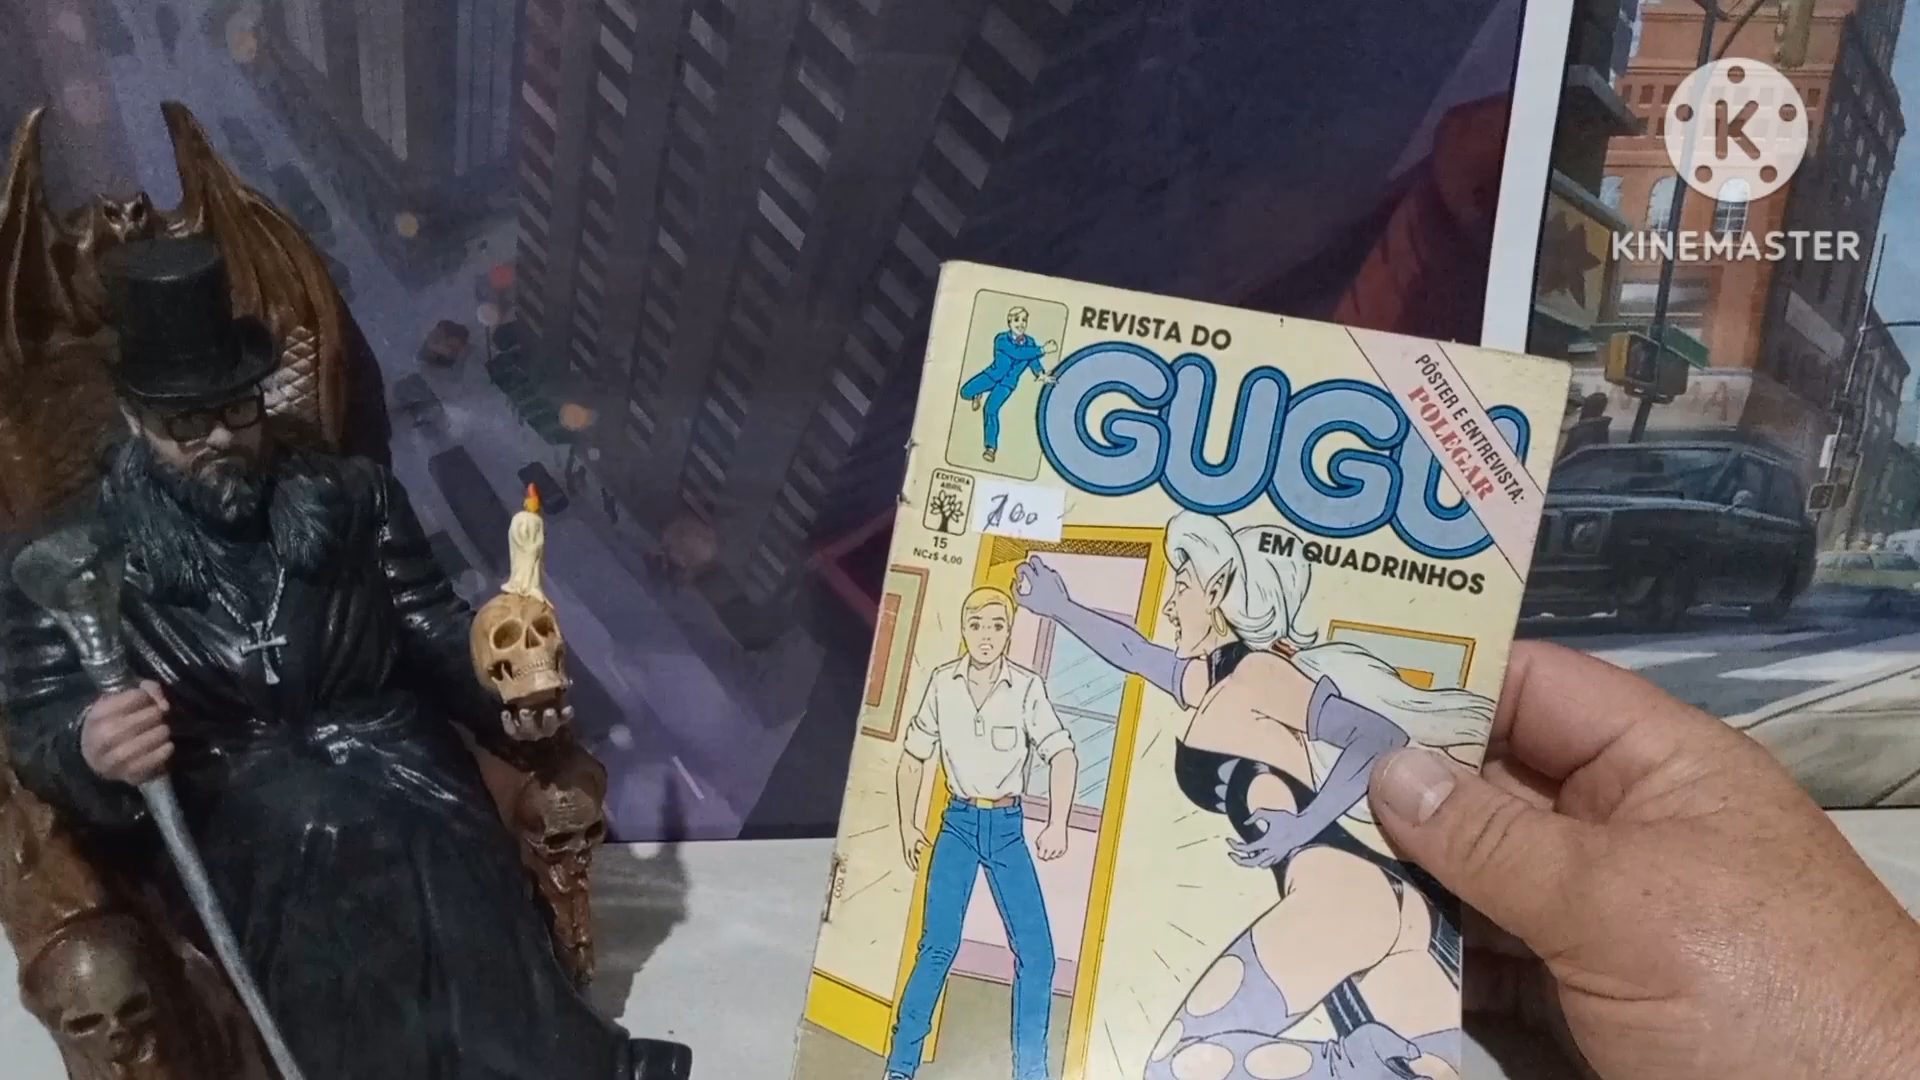 K
KINEMASTER
REVISTA DO
GUGU
EM QUADRINHOS
PÔSTER E ENTREVISTA:
POLEGAR
EDITORA
ABRIL
15
NCz$ 4,00